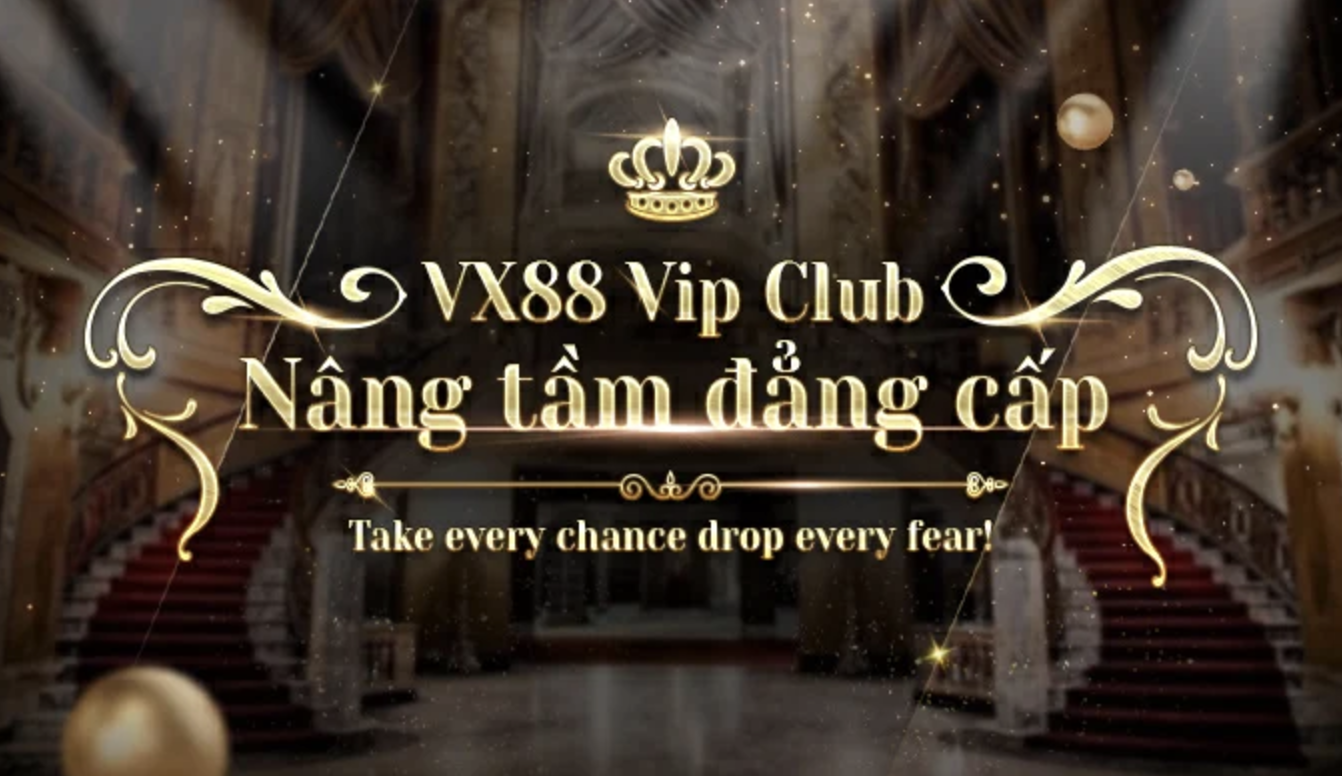 VX88 Vip Club
Nâng tầm đẳng cấp
Take every chance drop every fear!